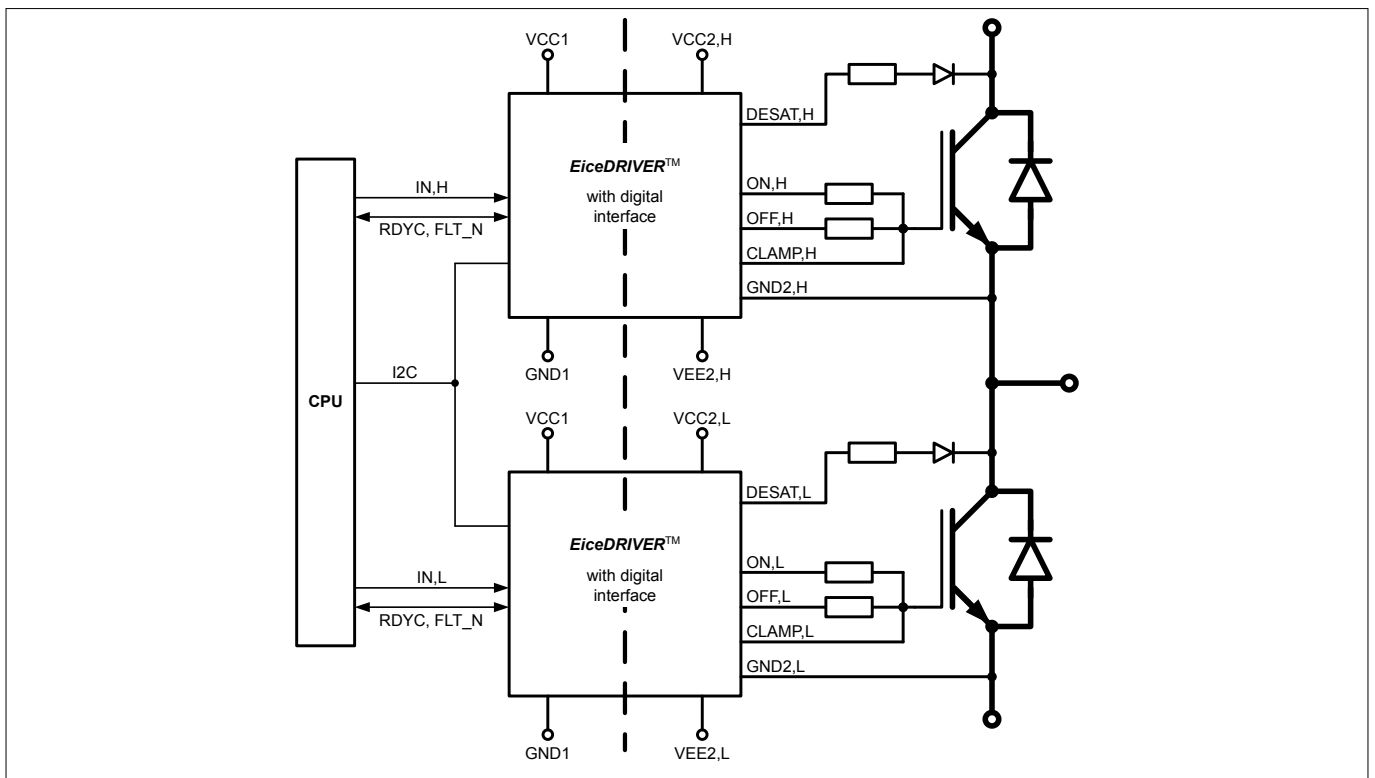 VCC1
VCC2,H
DESAT,H
EiceDRIVER™
with digital
interface
IN,H
RDYC, FLT_N
ON,H
OFF,H
CLAMP,H
GND2,H
GND1
VEE2,H
I2C
CPU
VCC1
VCC2,L
DESAT,L
EiceDRIVER™
with digital
interface
IN,L
RDYC, FLT_N
ON,L
OFF,L
CLAMP,L
GND2,L
GND1
VEE2,L